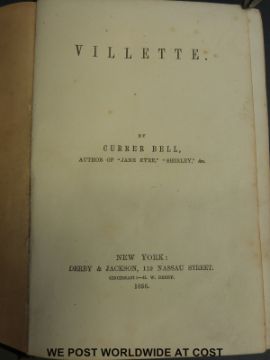 VILLETTE.
BY
CURRER BELL,
AUTHOR OF "JANE EYRE," "SHIRLEY," &c.
NEW YORK:
DERBY & JACKSON, 119 NASSAU STREET.
CINCINNATI:—H. W. DERBY.
1856.
WE POST WORLDWIDE AT COST